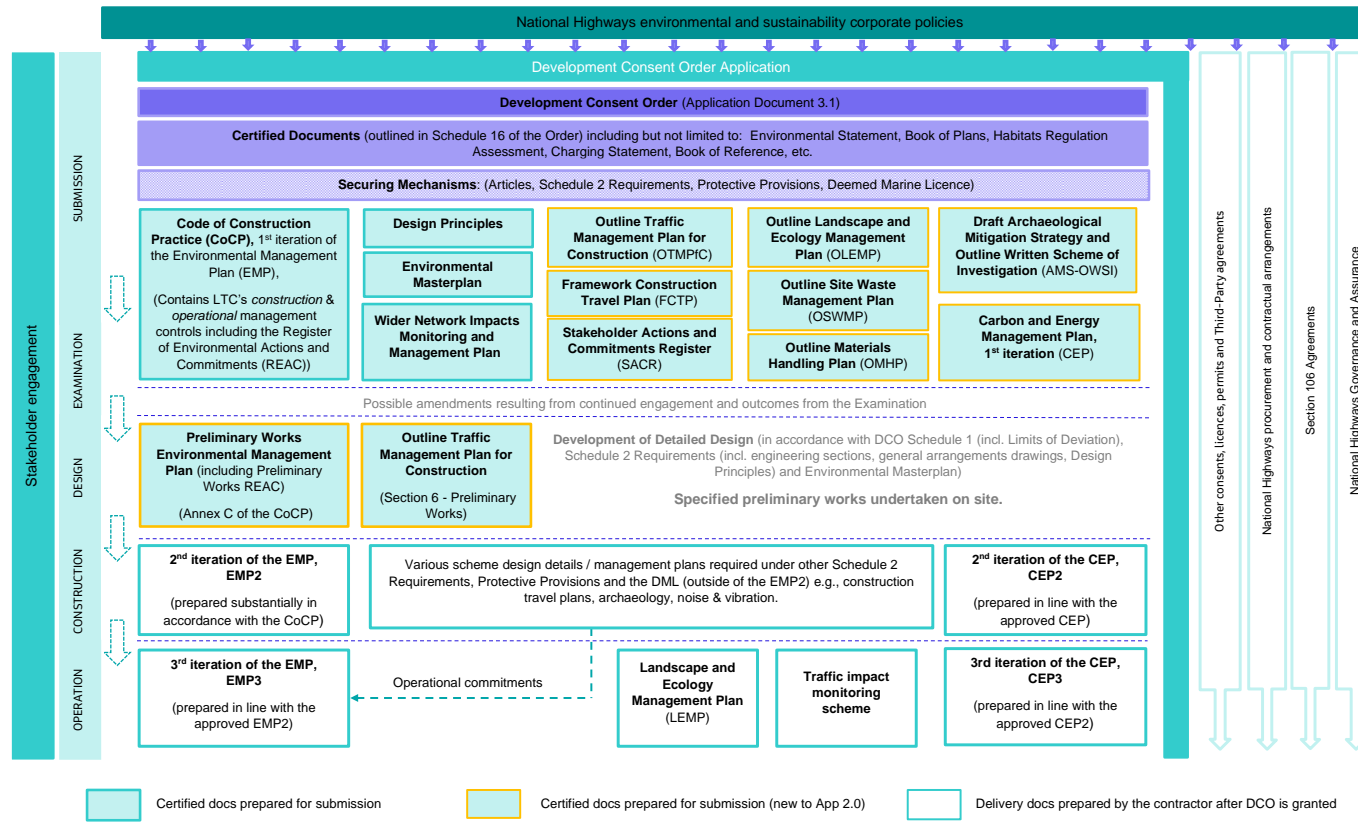 National Highways environmental and sustainability corporate policies
Development Consent Order Application
Development Consent Order (Application Document 3.1)
Certified Documents (outlined in Schedule 16 of the Order) including but not limited to: Environmental Statement, Book of Plans, Habitats Regulation
Assessment, Charging Statement, Book of Reference, etc.
Securing Mechanisms: (Articles, Schedule 2 Requirements, Protective Provisions, Deemed Marine Licence)
Stakeholder engagement
SUBMISSION
EXAMINATION
DESIGN
CONSTRUCTION
OPERATION
Code of Construction
Practice (CoCP), 1st iteration of
the Environmental Management
Plan (EMP),
(Contains LTC's construction &
operational management
controls including the Register
of Environmental Actions and
Commitments (REAC))
Design Principles
Environmental
Masterplan
Wider Network Impacts
Monitoring and
Management Plan
Outline Traffic
Management Plan for
Construction (OTMPfC)
Framework Construction
Travel Plan (FCTP)
Stakeholder Actions and
Commitments Register
(SACR)
Outline Landscape and
Ecology Management
Plan (OLEMP)
Outline Site Waste
Management Plan
(OSWMP)
Outline Materials
Handling Plan (OMHP)
Draft Archaeological
Mitigation Strategy and
Outline Written Scheme of
Investigation (AMS-OWSI)
Carbon and Energy
Management Plan,
1st iteration (CEP)
Possible amendments resulting from continued engagement and outcomes from the Examination
Preliminary Works
Environmental Management
Plan (including Preliminary
Works REAC)
(Annex C of the CoCP)
Outline Traffic
Management Plan for
Construction
(Section 6 - Preliminary
Works)
Development of Detailed Design (in accordance with DCO Schedule 1 (incl. Limits of Deviation),
Schedule 2 Requirements (incl. engineering sections, general arrangements drawings, Design
Principles) and Environmental Masterplan)
Specified preliminary works undertaken on site.
2nd iteration of the EMP,
EMP2
(prepared substantially in
accordance with the CoCP)
Various scheme design details / management plans required under other Schedule 2
Requirements, Protective Provisions and the DML (outside of the EMP2) e.g., construction
travel plans, archaeology, noise & vibration.
2nd iteration of the CEP,
CEP2
(prepared in line with the
approved CEP)
3rd iteration of the EMP,
EMP3
(prepared in line with the
approved EMP2)
Operational commitments
Landscape and
Ecology
Management Plan
(LEMP)
Traffic impact
monitoring
scheme
3rd iteration of the CEP,
CEP3
(prepared in line with the
approved CEP2)
Other consents, licences, permits and Third-Party agreements
National Highways procurement and contractual arrangements
Section 106 Agreements
National Highways Governance and Assurance
Certified docs prepared for submission
Certified docs prepared for submission (new to App 2.0)
Delivery docs prepared by the contractor after DCO is granted